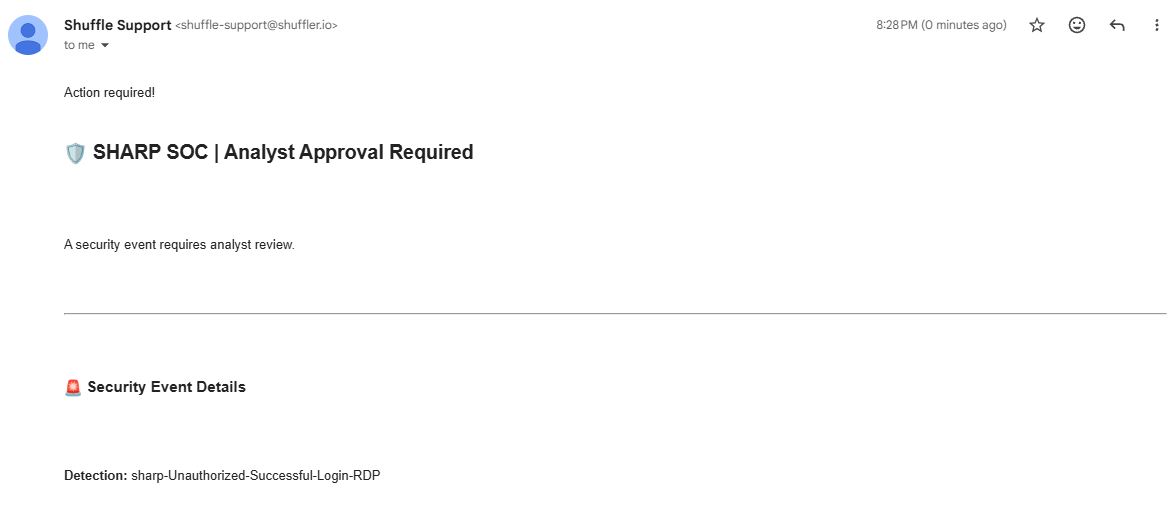 Shuffle Support <shuffle-support@shuffler.io> 8:28 PM (0 minutes ago)
to me
Action required!
🛡️ SHARP SOC | Analyst Approval Required
A security event requires analyst review.
🚨 Security Event Details
Detection: sharp-Unauthorized-Successful-Login-RDP